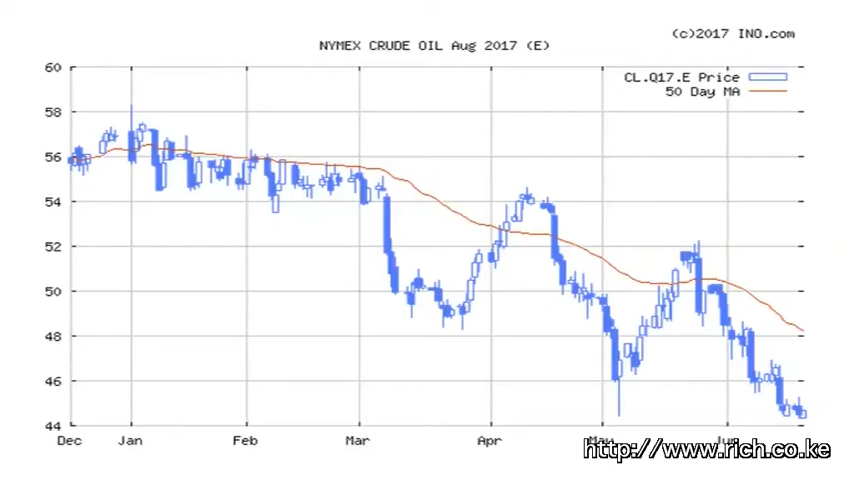 (c)2017 INO.com
NYMEX CRUDE OIL Aug 2017 (E)
CL.Q17.E Price
50 Day MA
60
58
56
54
52
50
48
46
44
Dec Jan Feb Mar Apr May Jun
http://www.rich.co.ke